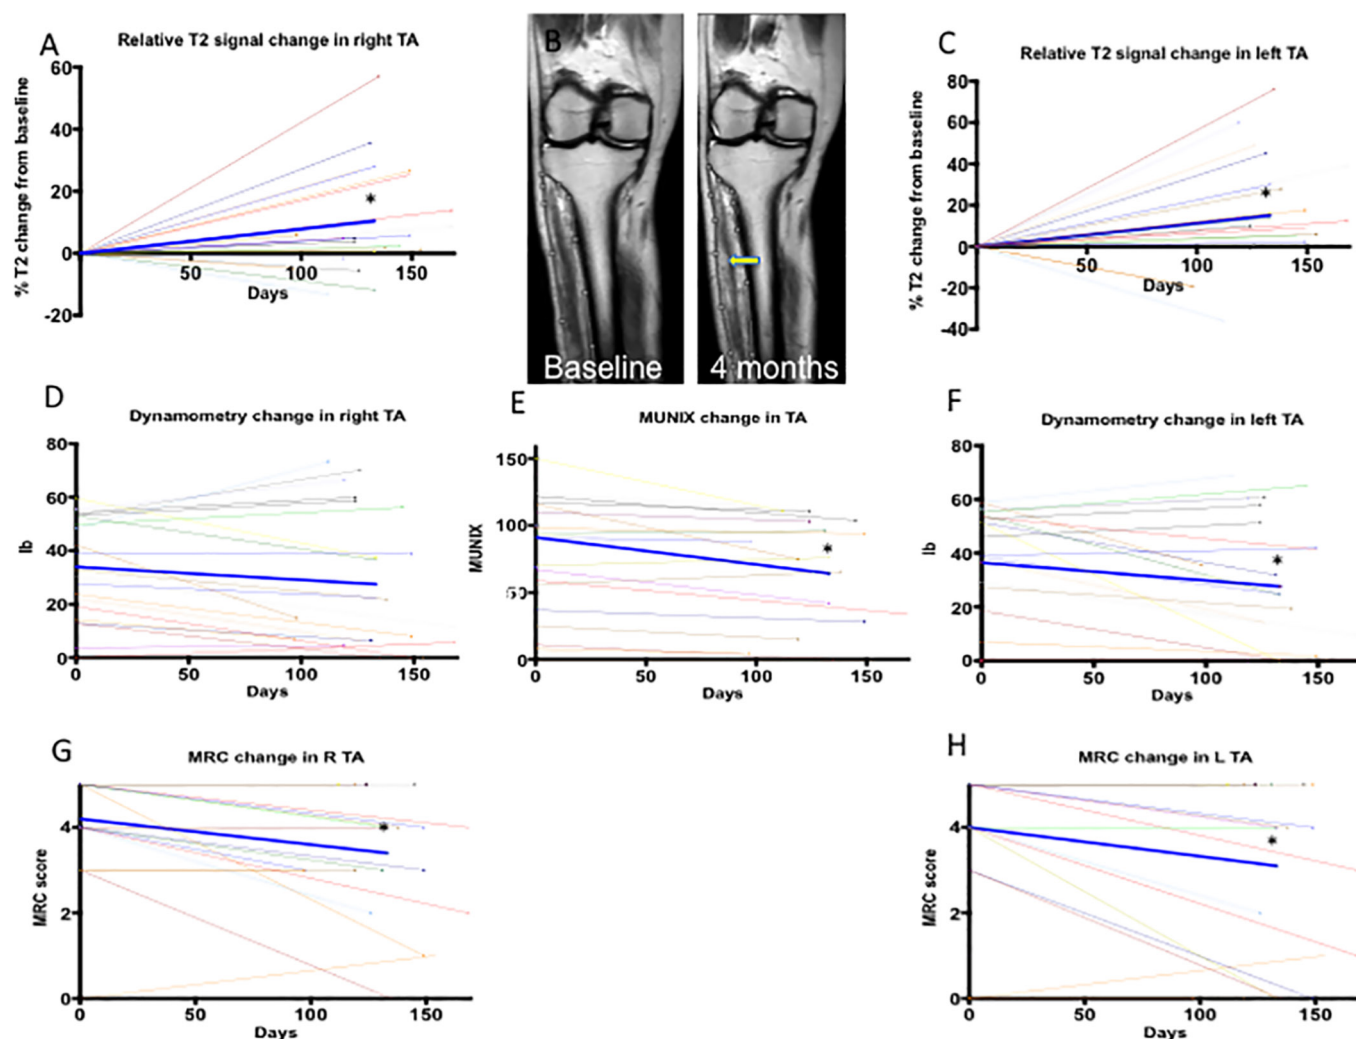 A
Relative T2 signal change in right TA
% T2 change from baseline
60
40
20
0
-20
50
100
150
Days
B
Baseline
4 months
C
Relative T2 signal change in left TA
% T2 change from baseline
80
60
40
20
0
-20
-40
50
100
150
Days
D
Dynamometry change in right TA
lb
80
60
40
20
0
0
50
100
150
Days
E
MUNIX change in TA
MUNIX
150
100
50
0
0
50
100
150
Days
F
Dynamometry change in left TA
lb
80
60
40
20
0
0
50
100
150
Days
G
MRC change in R TA
MRC score
4
2
0
0
50
100
150
Days
H
MRC change in L TA
MRC score
4
2
0
0
50
100
150
Days